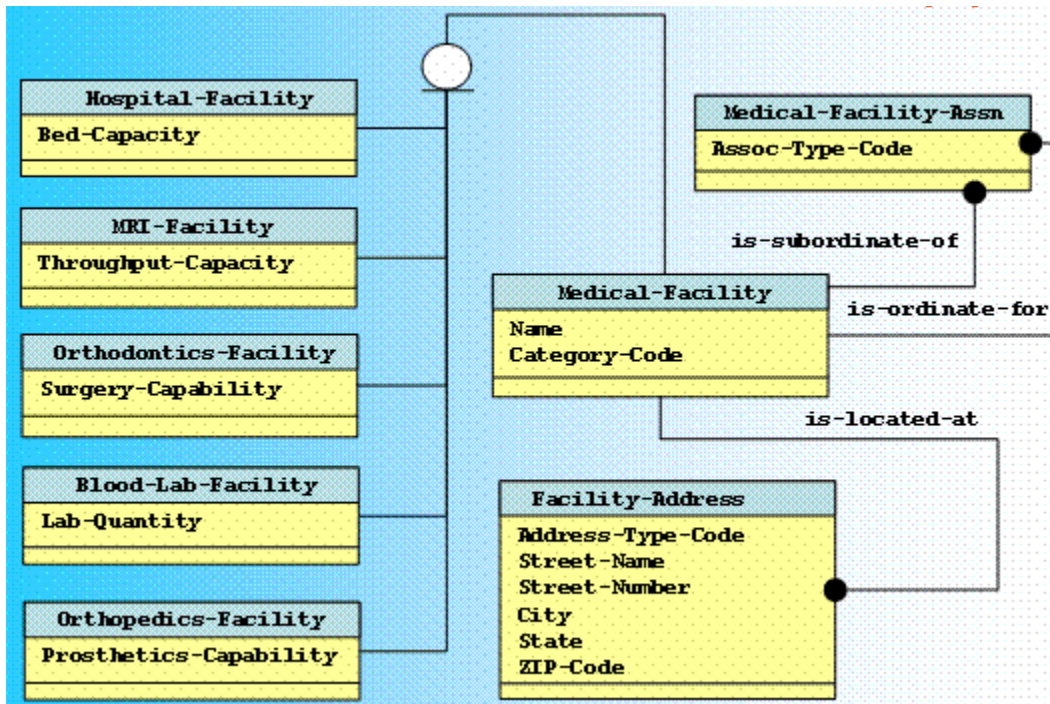 Hospital-Facility
Bed-Capacity
MRI-Facility
Throughput-Capacity
Orthodontics-Facility
Surgery-Capability
Blood-Lab-Facility
Lab-Quantity
Orthopedics-Facility
Prosthetics-Capability
Medical-Facility-Assn
Assoc-Type-Code
is-subordinate-of
Medical-Facility
is-ordinate-for
Name
Category-Code
is-located-at
Facility-Address
Address-Type-Code
Street-Name
Street-Number
City
State
ZIP-Code